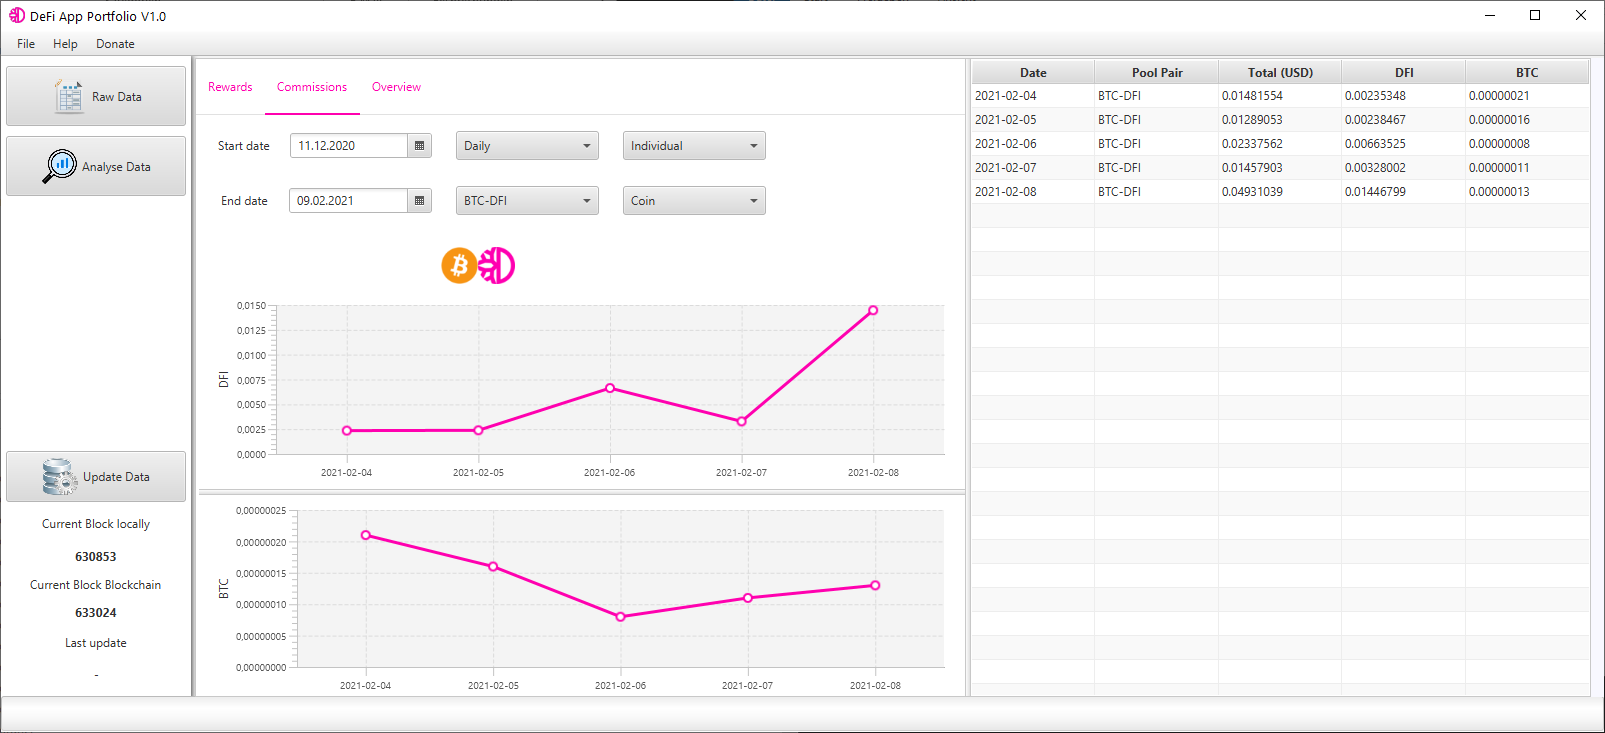 DeFi App Portfolio V1.0
File Help Donate
Raw Data
Analyse Data
Update Data
Current Block locally
630853
Current Block Blockchain
633024
Last update
-
Rewards Commissions Overview
Start date 11.12.2020 Daily Individual
End date 09.02.2021 BTC-DFI Coin
DFI
0,0150
0,0125
0,0100
0,0075
0,0050
0,0025
0,0000
2021-02-04 2021-02-05 2021-02-06 2021-02-07 2021-02-08
BTC
0,00000025
0,00000020
0,00000015
0,00000010
0,00000005
0,00000000
2021-02-04 2021-02-05 2021-02-06 2021-02-07 2021-02-08
Date Pool Pair Total (USD) DFI BTC
2021-02-04 BTC-DFI 0.01481554 0.00235348 0.00000021
2021-02-05 BTC-DFI 0.01289053 0.00238467 0.00000016
2021-02-06 BTC-DFI 0.02337562 0.00663525 0.00000008
2021-02-07 BTC-DFI 0.01457903 0.00328002 0.00000011
2021-02-08 BTC-DFI 0.04931039 0.01446799 0.00000013